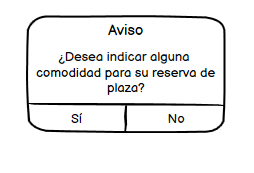 Aviso
¿Desea indicar alguna
comodidad para su reserva de
plaza?
Sí
No